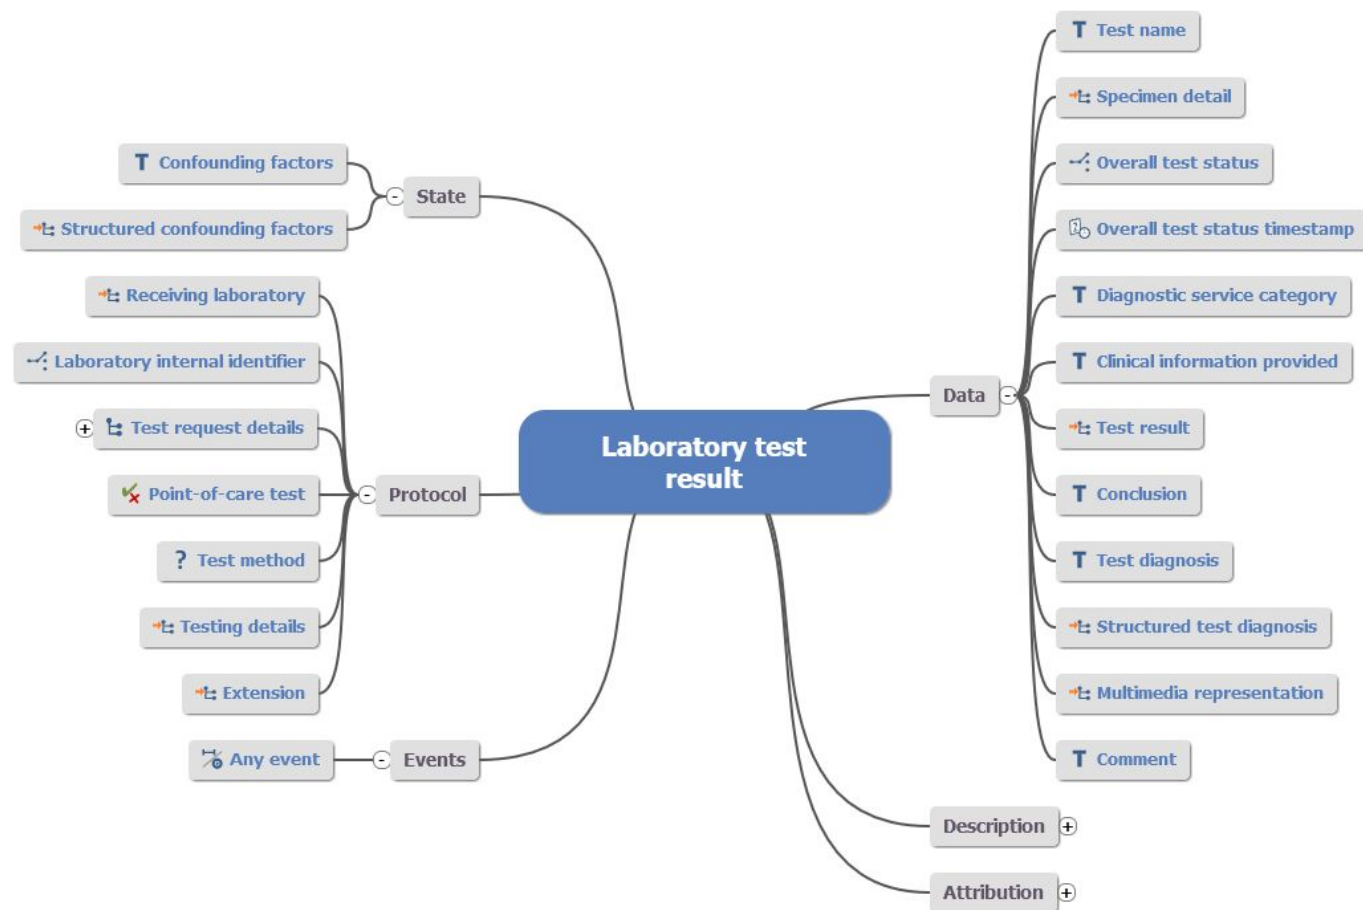 Test name
Specimen detail
Overall test status
Overall test status timestamp
Diagnostic service category
Clinical information provided
Test result
Conclusion
Test diagnosis
Structured test diagnosis
Multimedia representation
Comment
Data
Description
Attribution
Laboratory test
result
State
Confounding factors
Structured confounding factors
Protocol
Receiving laboratory
Laboratory internal identifier
Test request details
Point-of-care test
Test method
Testing details
Extension
Events
Any event